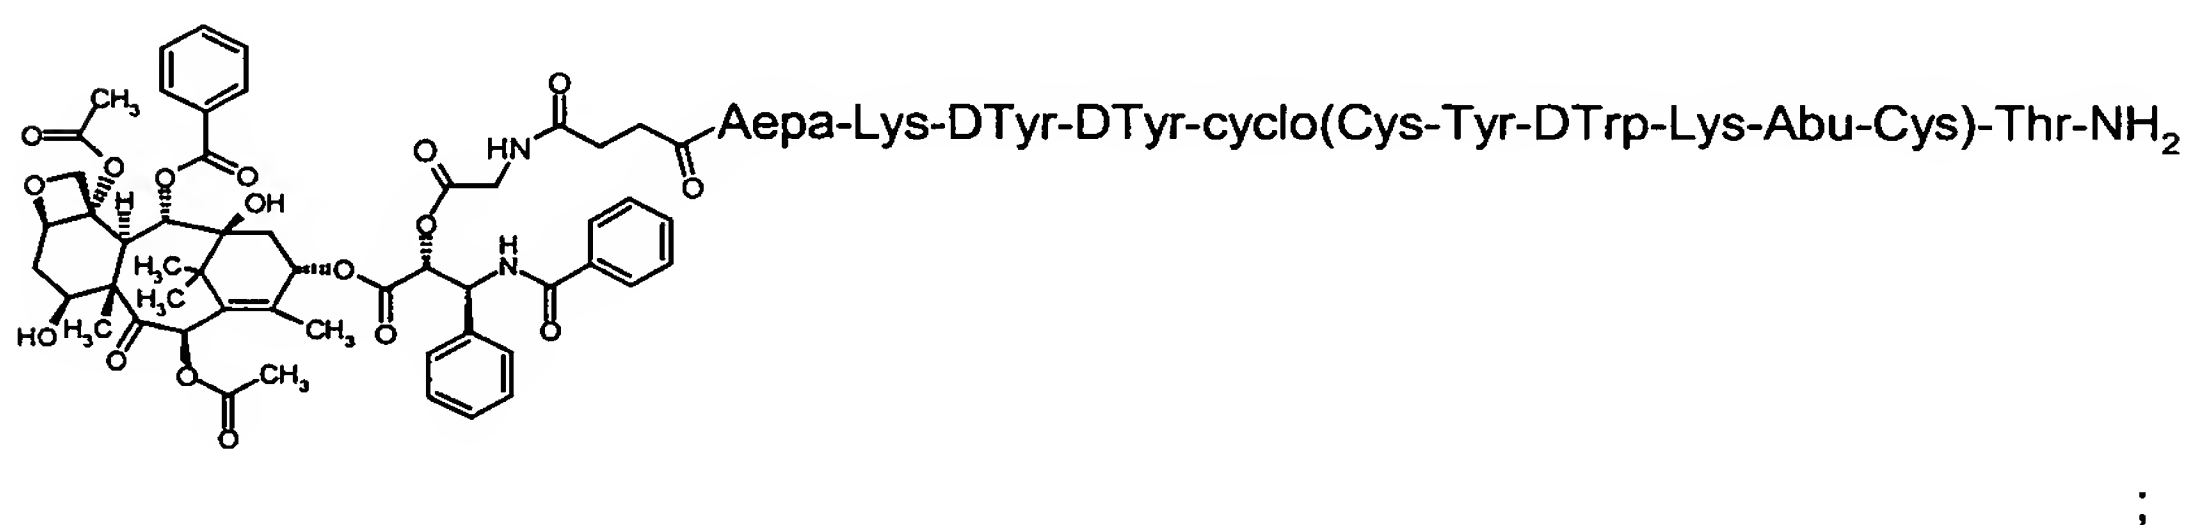 O
CH₃
O
HN
Aepa-Lys-DTyr-DTyr-cyclo(Cys-Tyr-DTrp-Lys-Abu-Cys)-Thr-NH₂
O
O
O
O
O
O
O
H
OH
O
H
N
H₃C
O
H₃C
HO
H₃C
O
CH₃
O
O
O
CH₃
O
;